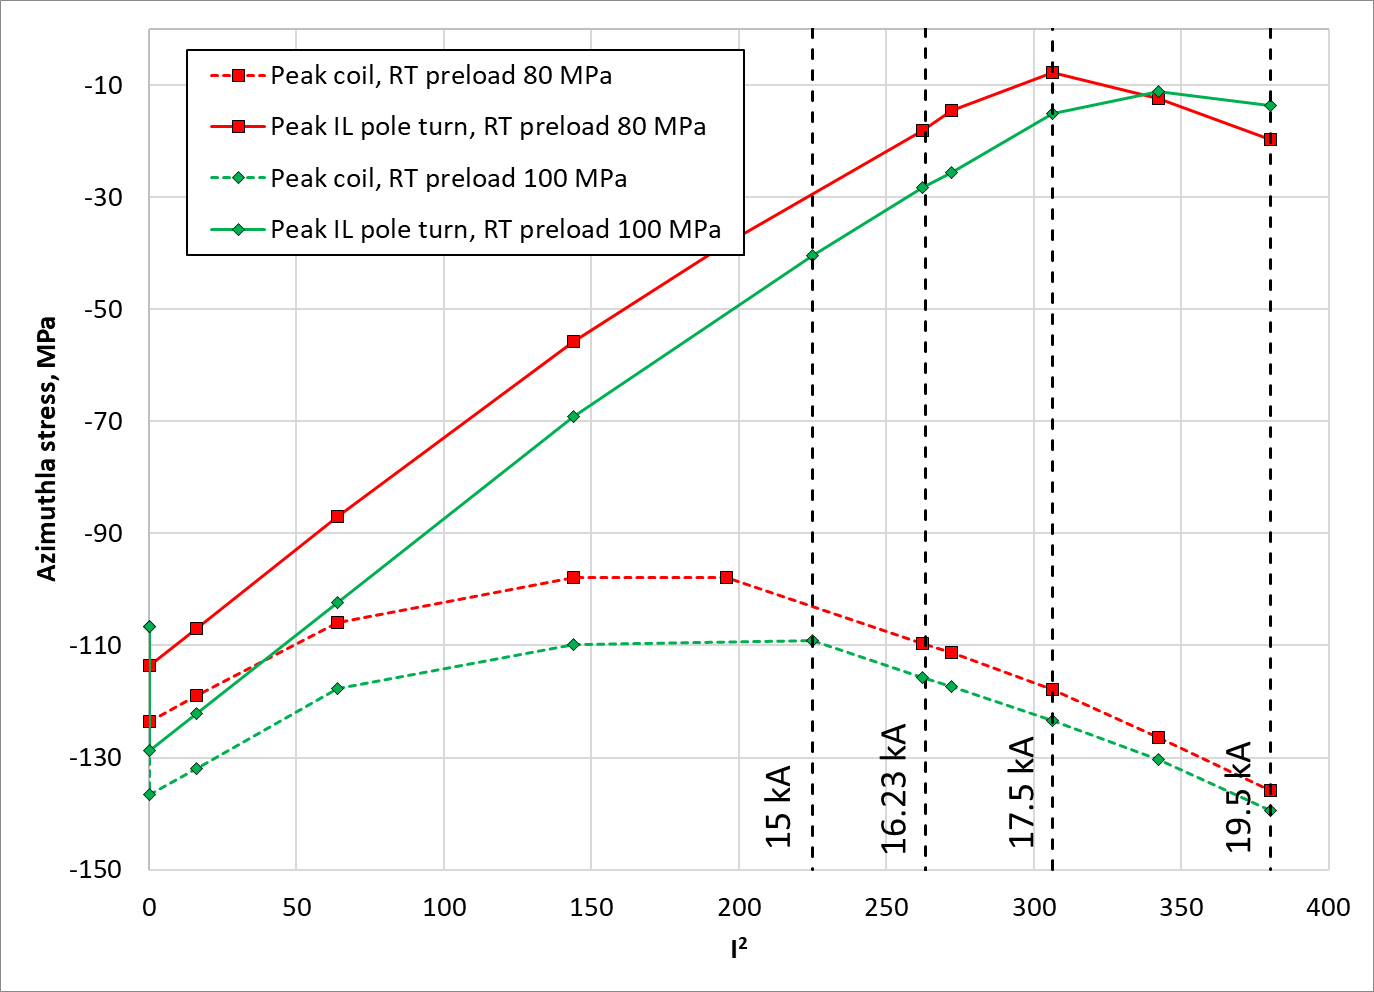 Peak coil, RT preload 80 MPa
Peak IL pole turn, RT preload 80 MPa
Peak coil, RT preload 100 MPa
Peak IL pole turn, RT preload 100 MPa
Azimuthla stress, MPa
-10
-30
-50
-70
-90
-110
-130
-150
15 kA
16.23 kA
17.5 kA
19.5 kA
0 50 100 150 200 250 300 350 400
I²